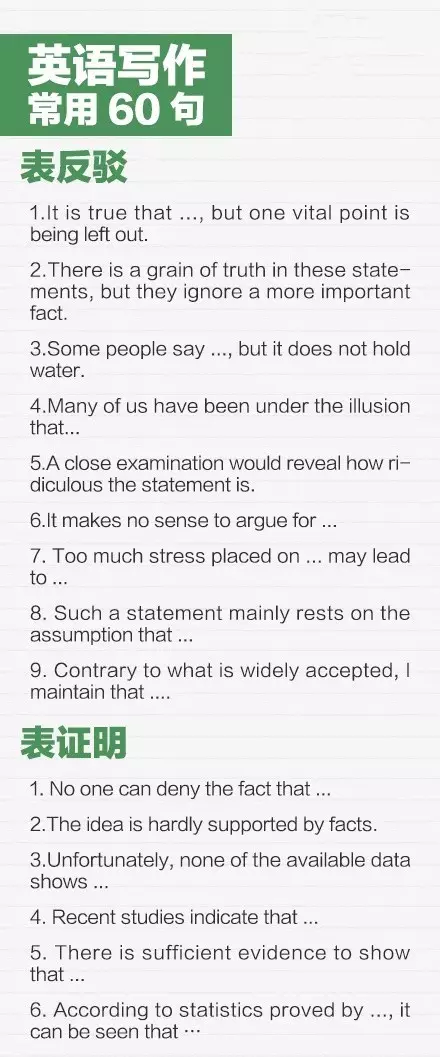 英语写作
常用 60 句
表反驳
1.It is true that ..., but one vital point is
being left out.
2.There is a grain of truth in these state-
ments, but they ignore a more important
fact.
3.Some people say ..., but it does not hold
water.
4.Many of us have been under the illusion
that...
5.A close examination would reveal how ri-
diculous the statement is.
6.It makes no sense to argue for ...
7. Too much stress placed on ... may lead
to ...
8. Such a statement mainly rests on the
assumption that ...
9. Contrary to what is widely accepted, I
maintain that ....
表证明
1. No one can deny the fact that ...
2.The idea is hardly supported by facts.
3.Unfortunately, none of the available data
shows ...
4. Recent studies indicate that ...
5. There is sufficient evidence to show
that ...
6. According to statistics proved by ..., it
can be seen that ···